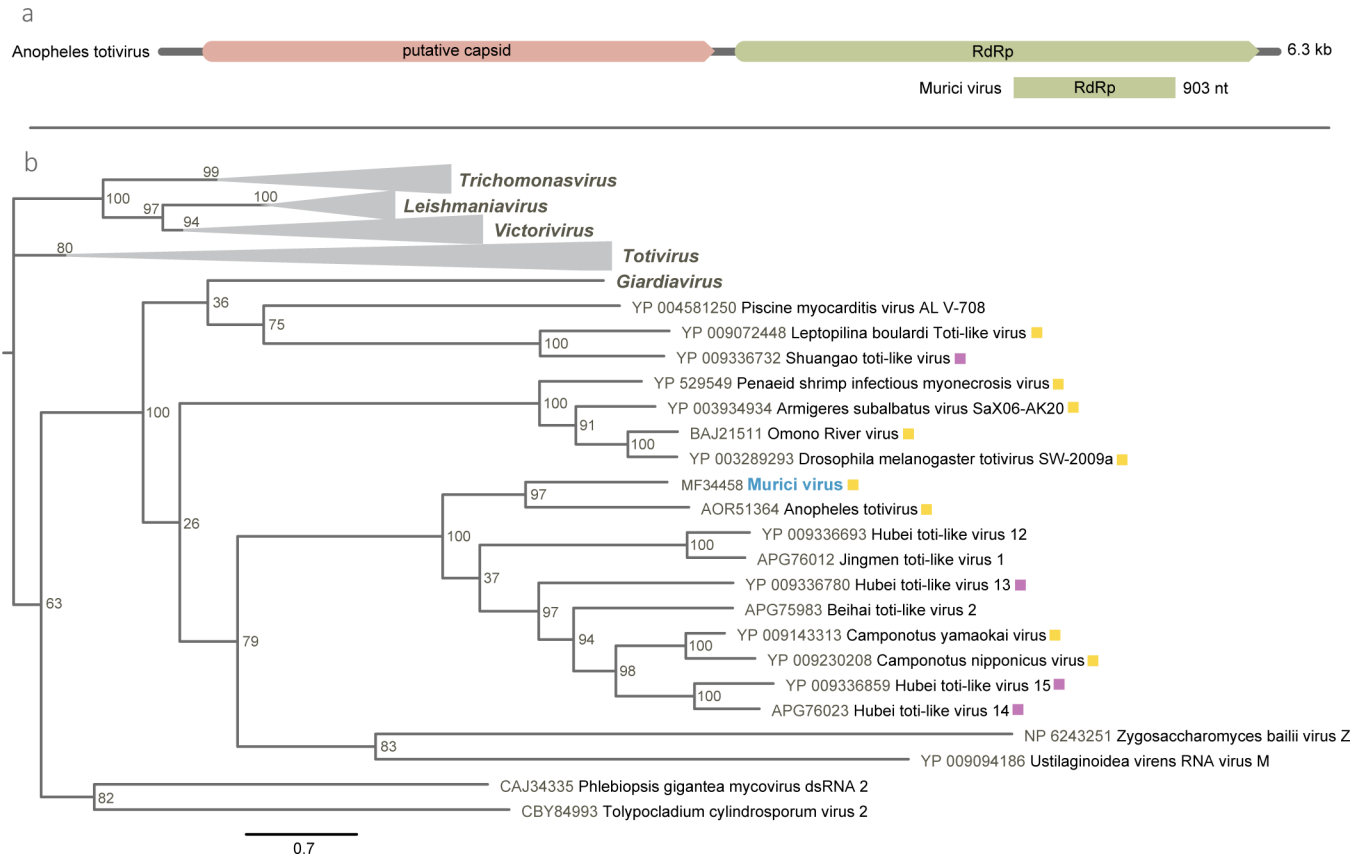 a
Anopheles totivirus putative capsid RdRp 6.3 kb
Murici virus RdRp 903 nt
b
99
Trichomonasvirus
100
100
Leishmaniavirus
97
94
Victorivirus
80
Totivirus
Giardiavirus
36
YP 004581250 Piscine myocarditis virus AL V-708
75
YP 009072448 Leptopilina boulardi Toti-like virus
100
YP 009336732 Shuangao toti-like virus
YP 529549 Penaeid shrimp infectious myonecrosis virus
100
100
YP 003934934 Armigeres subalbatus virus SaX06-AK20
91
BAJ21511 Omono River virus
100
YP 003289293 Drosophila melanogaster totivirus SW-2009a
MF34458 Murici virus
97
AOR51364 Anopheles totivirus
26
YP 009336693 Hubei toti-like virus 12
100
100
APG76012 Jingmen toti-like virus 1
37
YP 009336780 Hubei toti-like virus 13
63
97
APG75983 Beihai toti-like virus 2
YP 009143313 Camponotus yamaokai virus
79
94
100
YP 009230208 Camponotus nipponicus virus
98
YP 009336859 Hubei toti-like virus 15
100
APG76023 Hubei toti-like virus 14
NP 6243251 Zygosaccharomyces bailii virus Z
83
YP 009094186 Ustilaginoidea virens RNA virus M
CAJ34335 Phlebiopsis gigantea mycovirus dsRNA 2
82
CBY84993 Tolypocladium cylindrosporum virus 2
0.7